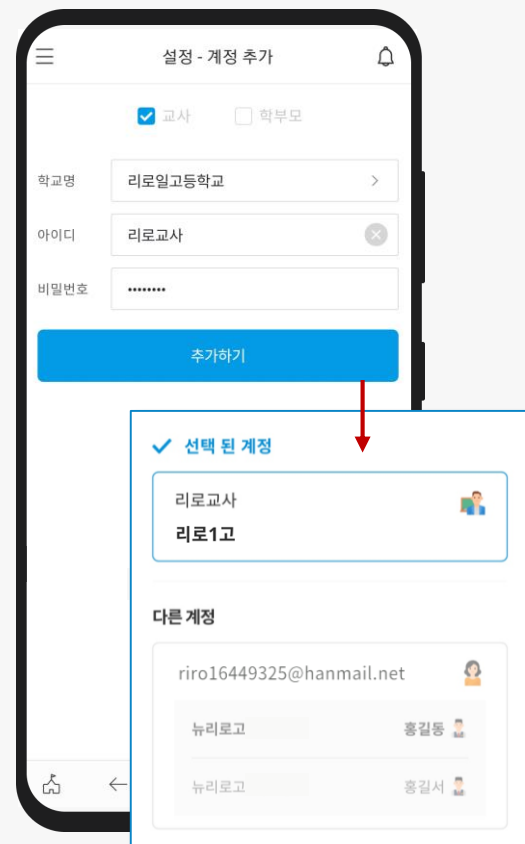 설정 - 계정 추가
교사 학부모
학교명 리로일고등학교
아이디 리로교사
비밀번호 ••••••••
추가하기
선택 된 계정
리로교사
리로1고
다른 계정
riro16449325@hanmail.net
뉴리로고 홍길동
뉴리로고 홍길서